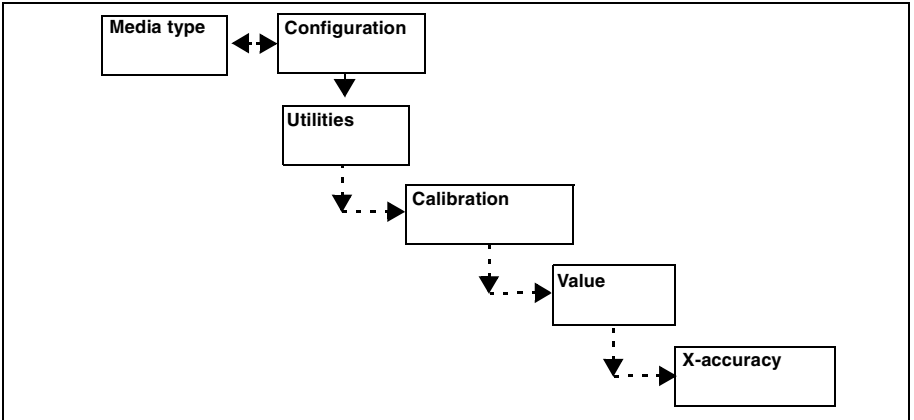 Media type
Configuration
Utilities
Calibration
Value
X-accuracy